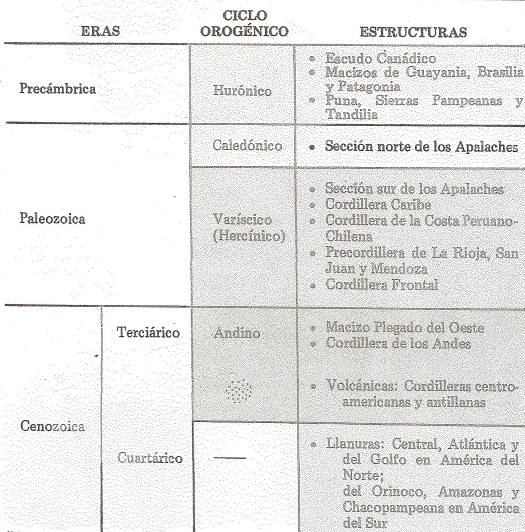 ERAS
CICLO
OROGÉNICO
ESTRUCTURAS
Precámbrica
Hurónico
• Escudo Canádico
• Macizos de Guayania, Brasilia
y Patagonia
• Puna, Sierras Pampeanas y
Tandilia
Paleozoica
Caledónico
• Sección norte de los Apalaches
Varíscico
(Hercínico)
• Sección sur de los Apalaches
• Cordillera Caribe
• Cordillera de la Costa Peruano-
Chilena
• Precordillera de La Rioja, San
Juan y Mendoza
• Cordillera Frontal
Cenozoica
Terciárico
Andino
• Macizo Plegado del Oeste
• Cordillera de los Andes
• Volcánicas: Cordilleras centro-
americanas y antillanas
Cuartárico
• Llanuras: Central, Atlántica y
del Golfo en América del
Norte;
del Orinoco, Amazonas y
Chacopampeana en América
del Sur